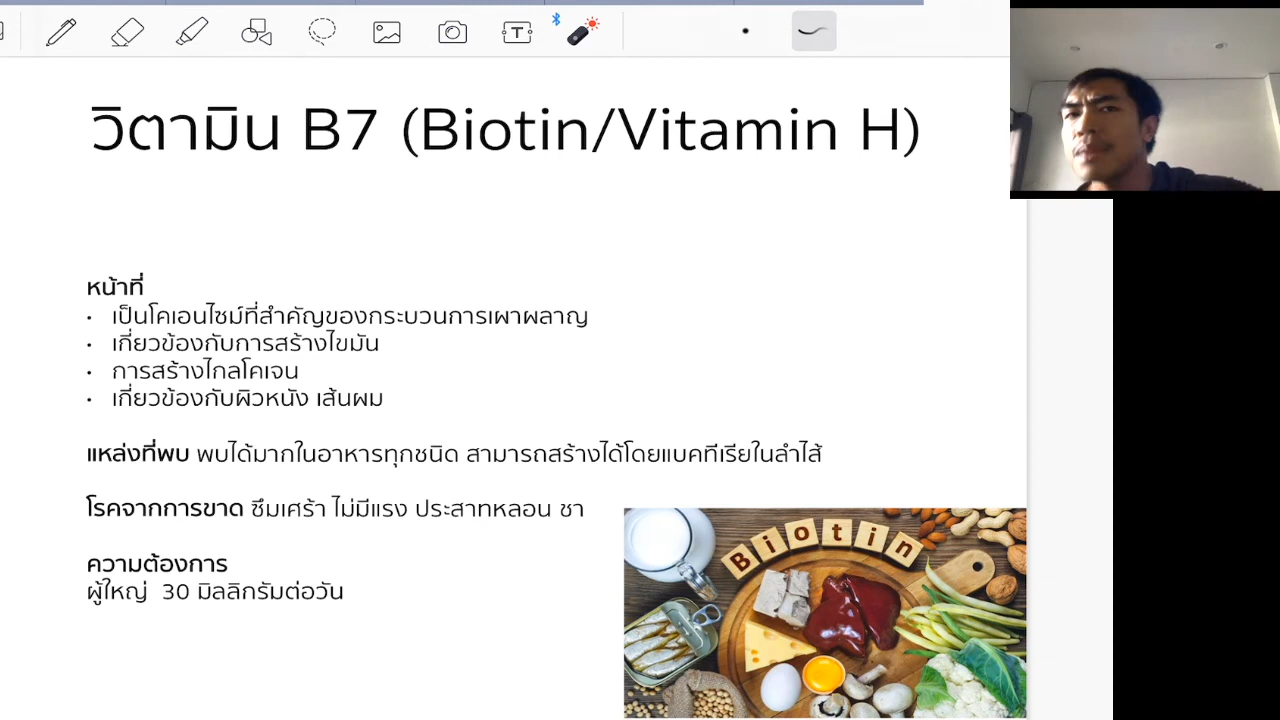 วิตามิน B7 (Biotin/Vitamin H)
หน้าที่
• เป็นโคเอนไซม์ที่สำคัญของกระบวนการเผาผลาญ
• เกี่ยวข้องกับการสร้างไขมัน
• การสร้างไกลโคเจน
• เกี่ยวข้องกับผิวหนัง เส้นผม
แหล่งที่พบ พบได้มากในอาหารทุกชนิด สามารถสร้างได้โดยแบคทีเรียในลำไส้
โรคจากการขาด ซึมเศร้า ไม่มีแรง ประสาทหลอน ชา
ความต้องการ
ผู้ใหญ่ 30 มิลลิกรัมต่อวัน
Biotin